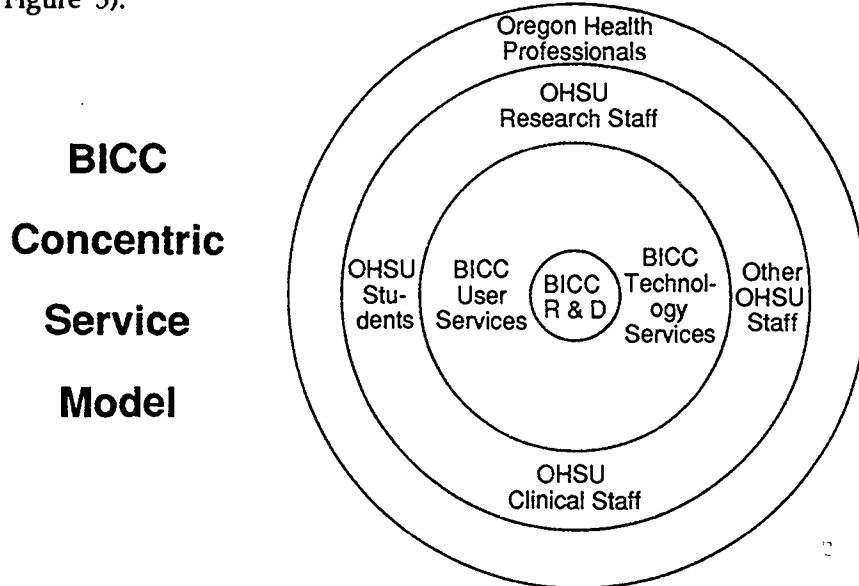 Figure 3).
Oregon Health
Professionals
OHSU
Research Staff
BICC
Concentric
Service
Model
OHSU
Stu-
dents
BICC
User
Services
BICC
R & D
BICC
Technol-
ogy
Services
Other
OHSU
Staff
OHSU
Clinical Staff